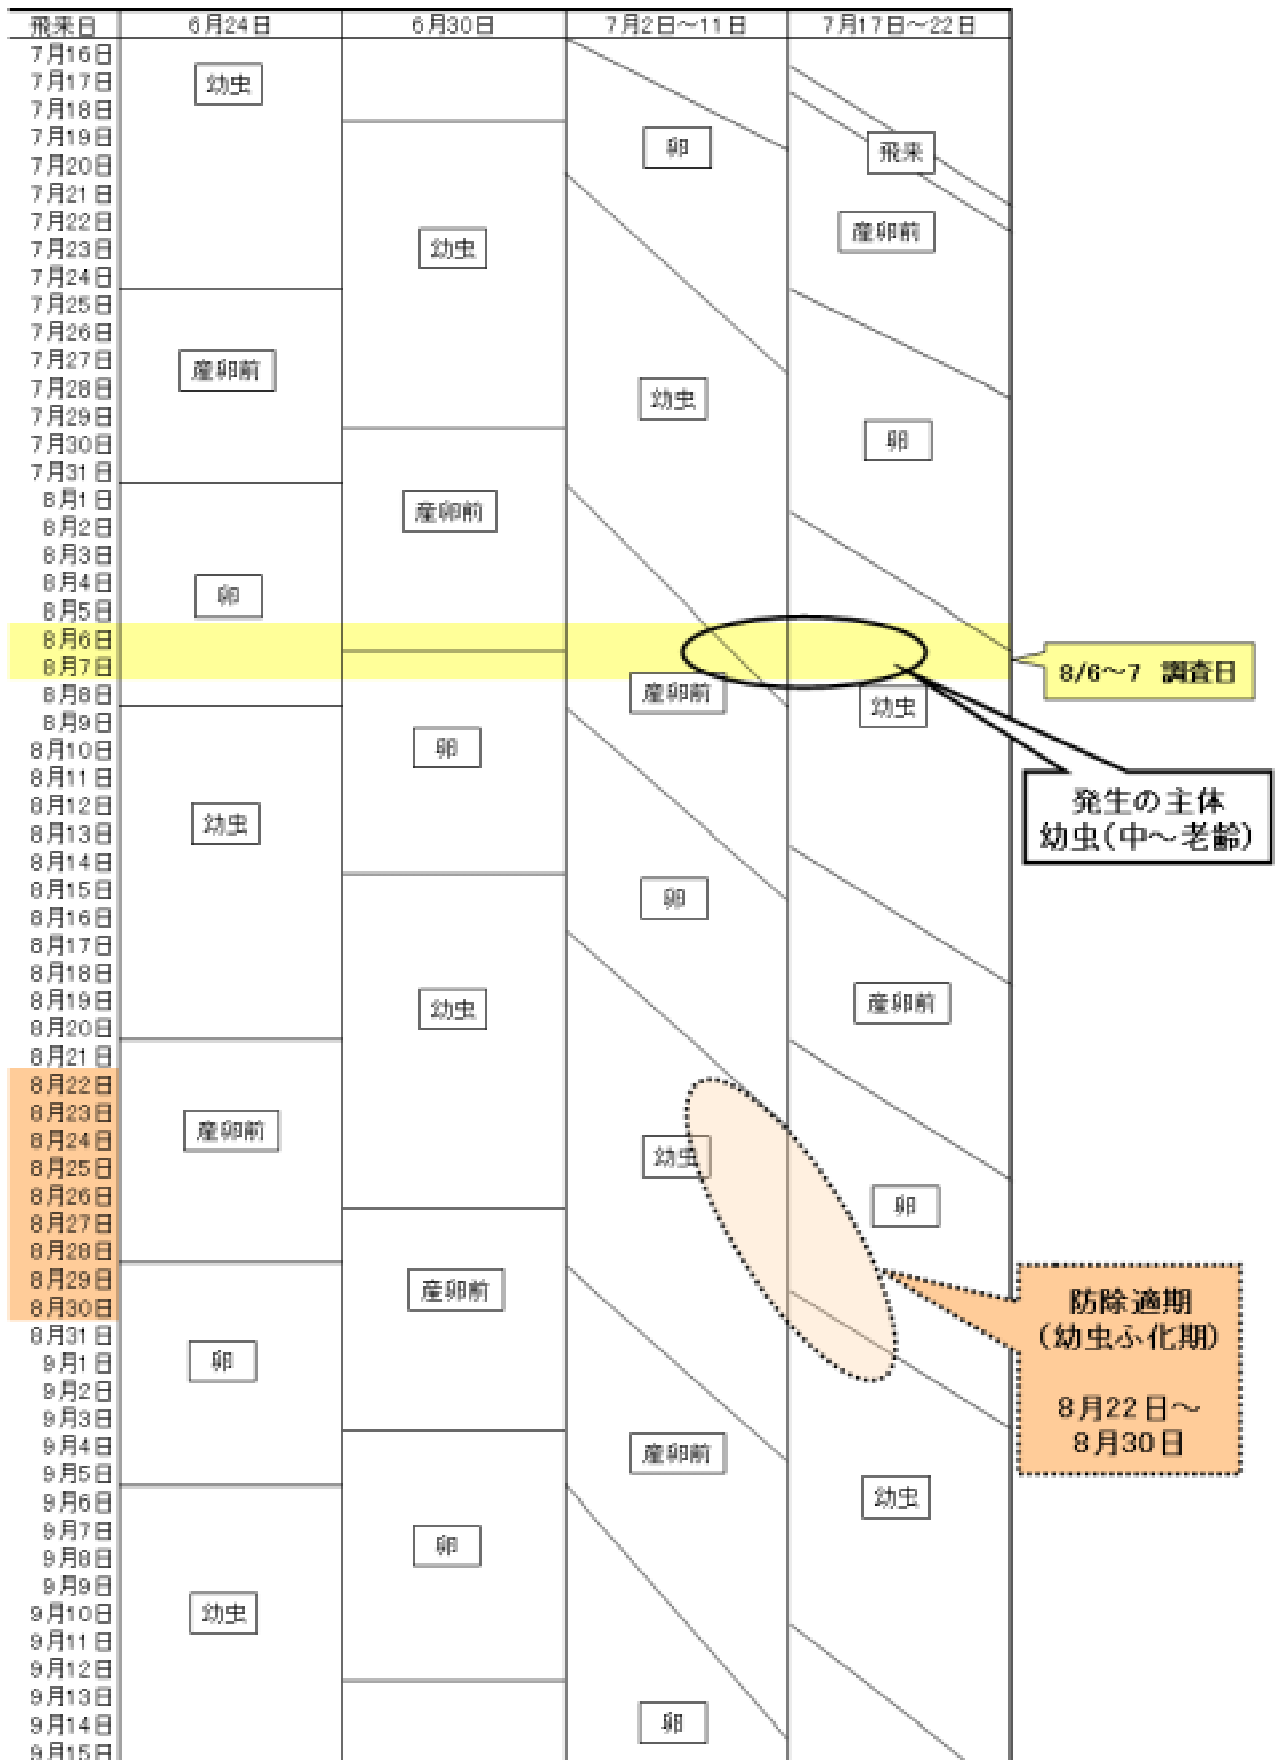 飛来日 6月24日 6月30日 7月2日～11日 7月17日～22日
7月16日
7月17日 幼虫
7月18日
7月19日 卵 飛来
7月20日
7月21日
7月22日 産卵前
7月23日 幼虫
7月24日
7月25日
7月26日
7月27日 産卵前
7月28日 幼虫
7月29日
7月30日 卵
7月31日
8月1日 産卵前
8月2日
8月3日
8月4日 卵
8月5日
8月6日
8月7日 8/6～7 調査日
8月8日 産卵前 幼虫
8月9日
8月10日 卵
8月11日
8月12日 発生の主体
8月13日 幼虫 幼虫(中～老齢)
8月14日
8月15日 卵
8月16日
8月17日
8月18日
8月19日 幼虫 産卵前
8月20日
8月21日
8月22日
8月23日 産卵前
8月24日
8月25日 幼虫
8月26日 卵
8月27日
8月28日
8月29日 産卵前 防除適期
8月30日 (幼虫ふ化期)
8月31日
9月1日 卵
9月2日 8月22日～
9月3日 8月30日
9月4日 産卵前
9月5日
9月6日 幼虫
9月7日
9月8日 卵
9月9日
9月10日 幼虫
9月11日
9月12日
9月13日
9月14日 卵
9月15日